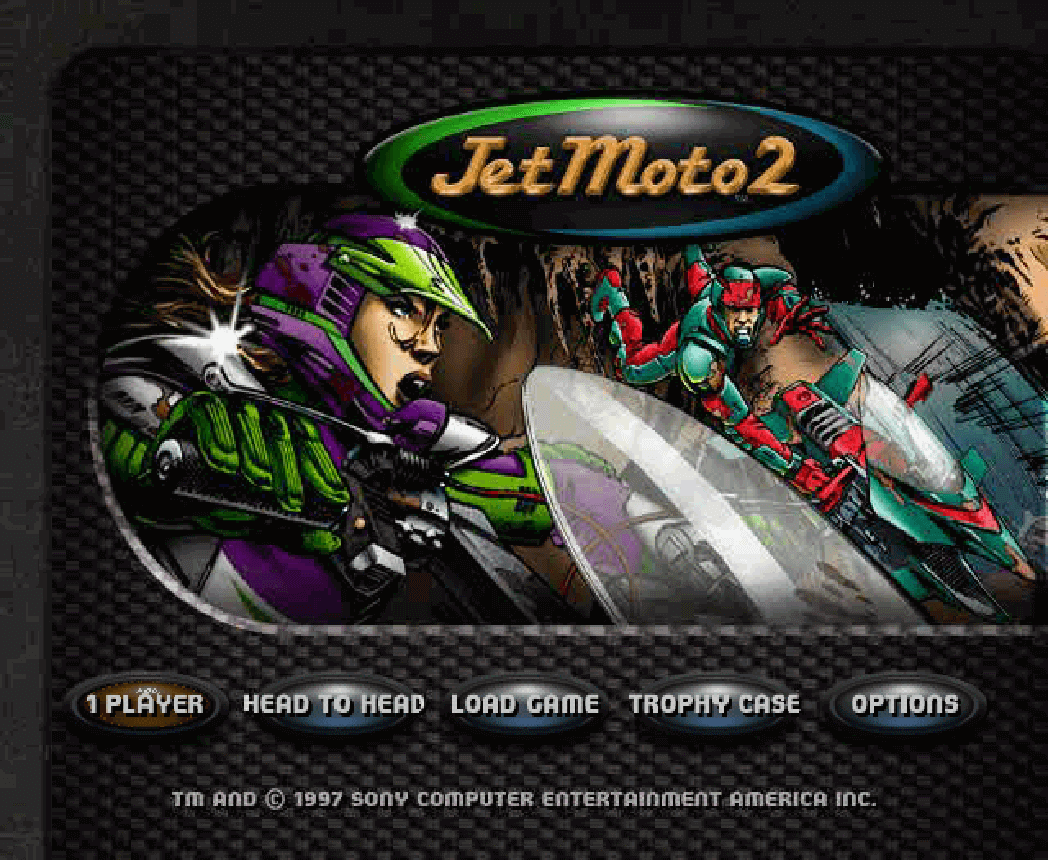 Jet Moto 2
1 PLAYER HEAD TO HEAD LOAD GAME TROPHY CASE OPTIONS
TM AND © 1997 SONY COMPUTER ENTERTAINMENT AMERICA INC.